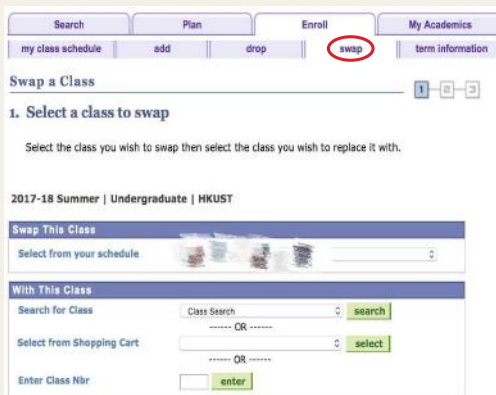 Search Plan Enroll My Academics
my class schedule add drop swap term information
Swap a Class
1 2 3
1. Select a class to swap
Select the class you wish to swap then select the class you wish to replace it with.
2017-18 Summer | Undergraduate | HKUST
Swap This Class
Select from your schedule
With This Class
Search for Class Class Search search
------ OR ------
Select from Shopping Cart select
------ OR ------
Enter Class Nbr enter